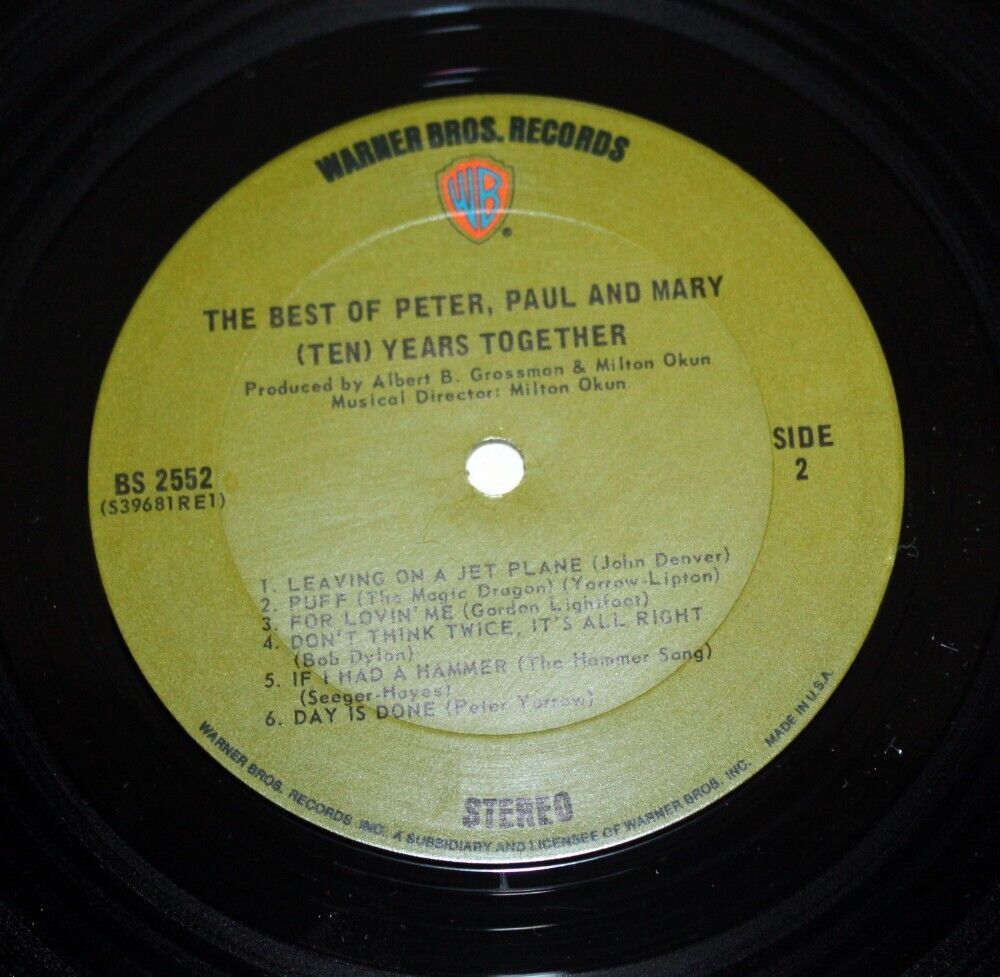 WARNER BROS. RECORDS
WB®
THE BEST OF PETER, PAUL AND MARY
(TEN) YEARS TOGETHER
Produced by Albert B. Grossman & Milton Okun
Musical Director: Milton Okun
BS 2552
(S39681RE1)
SIDE
2
1. LEAVING ON A JET PLANE (John Denver)
2. PUFF (The Magic Dragon) (Yarrow-Lipton)
3. FOR LOVIN' ME (Gordon Lightfoot)
4. DON'T THINK TWICE, IT'S ALL RIGHT
(Bob Dylan)
5. IF I HAD A HAMMER (The Hammer Song)
(Seeger-Hayes)
6. DAY IS DONE (Peter Yarrow)
STEREO
WARNER BROS. RECORDS, INC. A SUBSIDIARY AND LICENSEE OF WARNER BROS. INC.
MADE IN U.S.A.